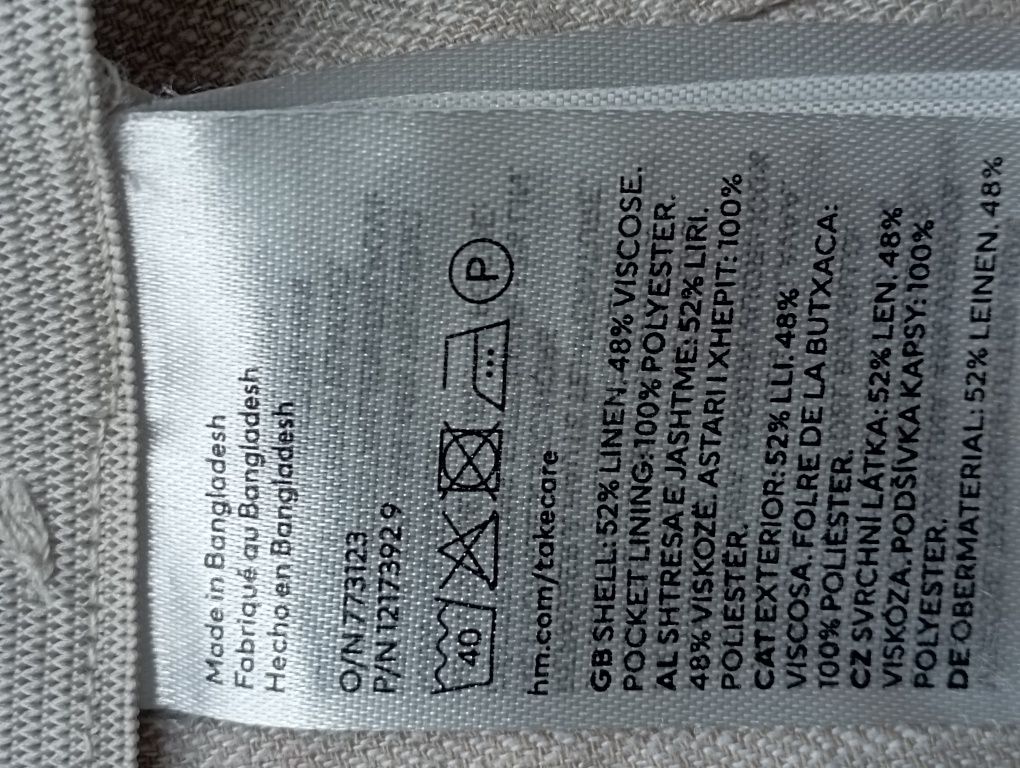 Made in Bangladesh
Fabriqué au Bangladesh
Hecho en Bangladesh
O/N 773123
P/N 12173929
40 P
hm.com/takecare
GB SHELL: 52% LINEN. 48% VISCOSE.
POCKET LINING: 100% POLYESTER.
AL SHTRESA E JASHTME: 52% LIRI.
48% VISKOZË. ASTARI I XHEPIT: 100%
POLIESTËR.
CAT EXTERIOR: 52% LLI. 48%
VISCOSA. FOLRE DE LA BUTXACA:
100% POLIÈSTER.
CZ SVRCHNÍ LÁTKA: 52% LEN. 48%
VISKÓZA. PODŠÍVKA KAPSY: 100%
POLYESTER.
DE OBERMATERIAL: 52% LEINEN. 48%